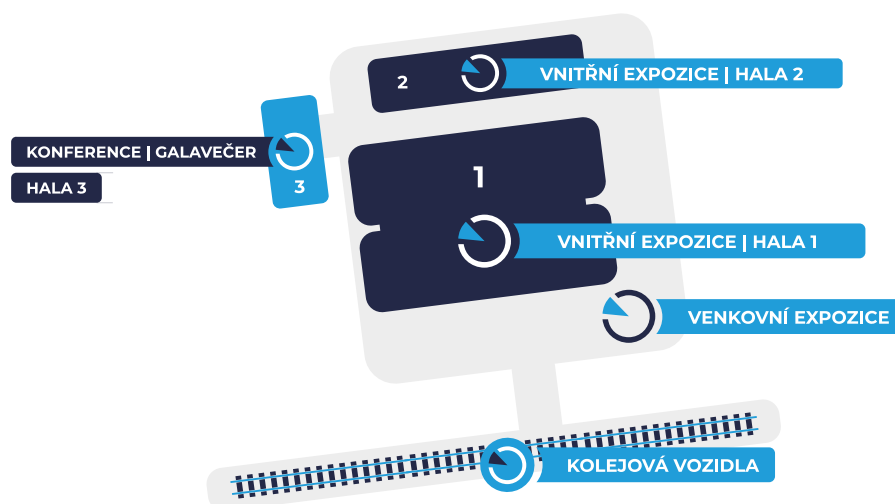 2
VNITŘNÍ EXPOZICE | HALA 2
KONFERENCE | GALAVEČER
HALA 3
3
1
VNITŘNÍ EXPOZICE | HALA 1
VENKOVNÍ EXPOZICE
KOLEJOVÁ VOZIDLA